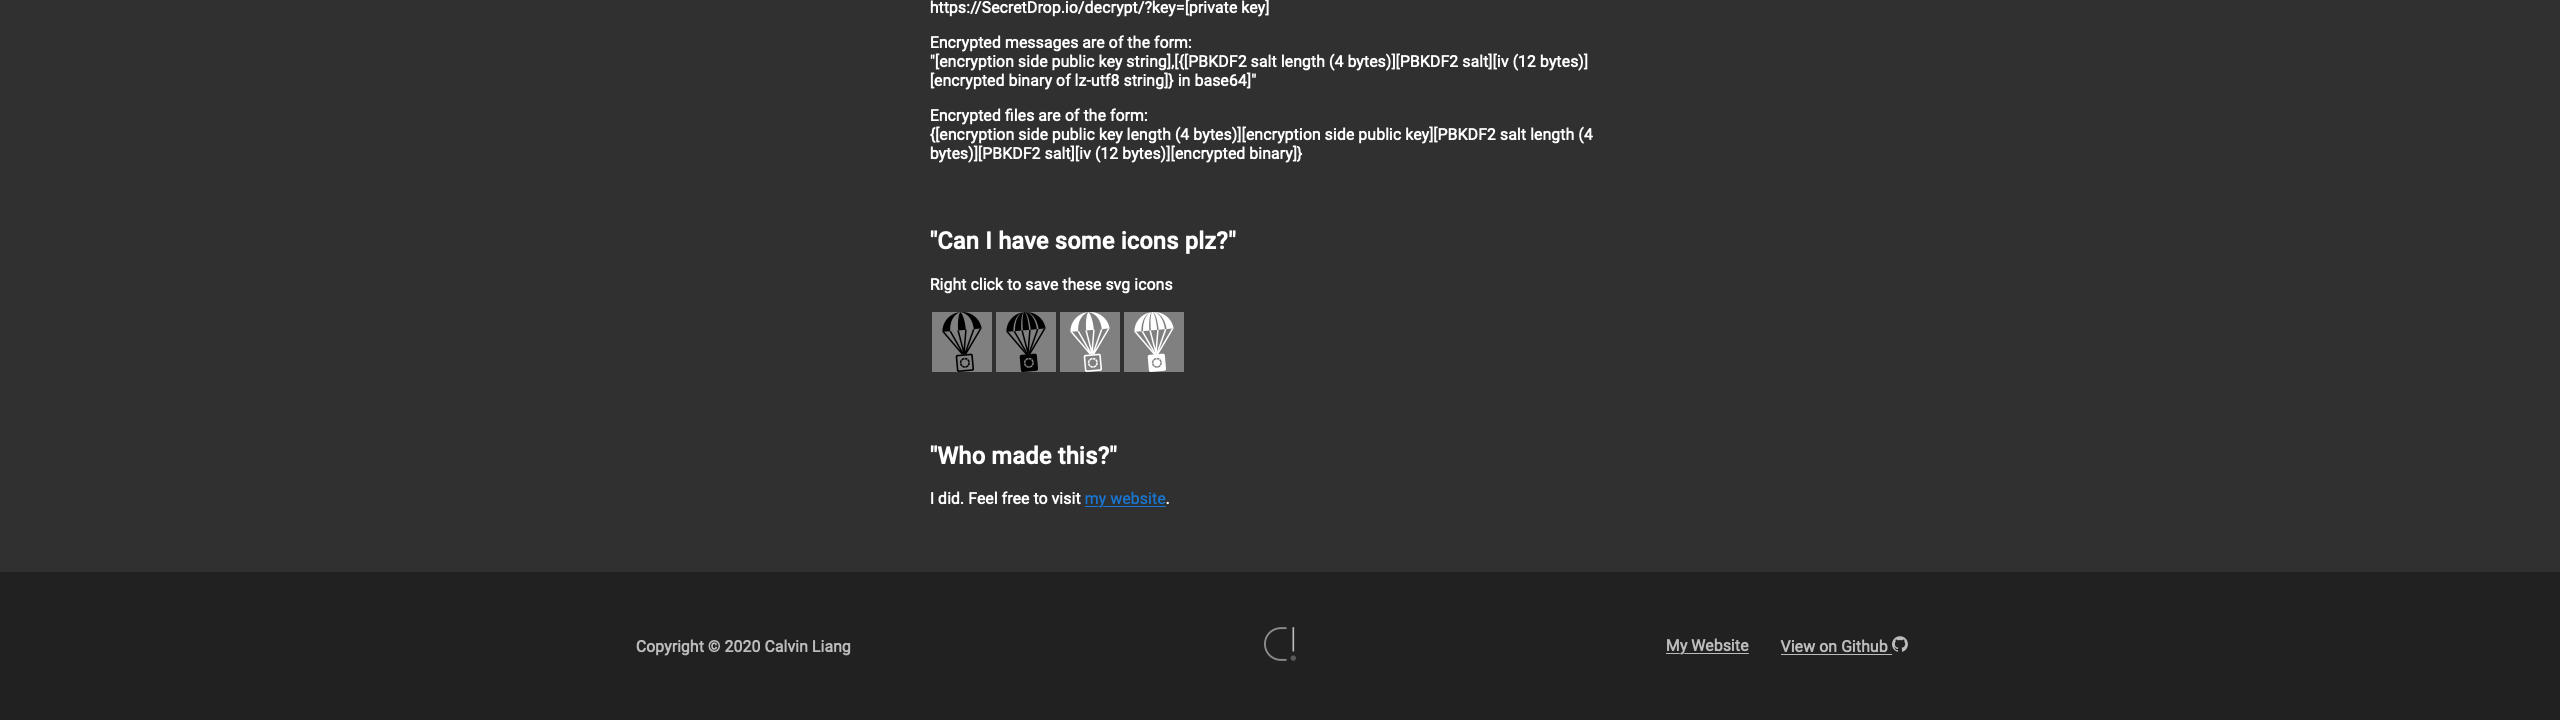 https://SecretDrop.io/decrypt/?key=[private key]
Encrypted messages are of the form:
"[encryption side public key string],[{[PBKDF2 salt length (4 bytes)][PBKDF2 salt][iv (12 bytes)]
[encrypted binary of lz-utf8 string]} in base64]"
Encrypted files are of the form:
{[encryption side public key length (4 bytes)][encryption side public key][PBKDF2 salt length (4
bytes)][PBKDF2 salt][iv (12 bytes)][encrypted binary]}
"Can I have some icons plz?"
Right click to save these svg icons
"Who made this?"
I did. Feel free to visit my website.
Copyright © 2020 Calvin Liang
My Website
View on Github